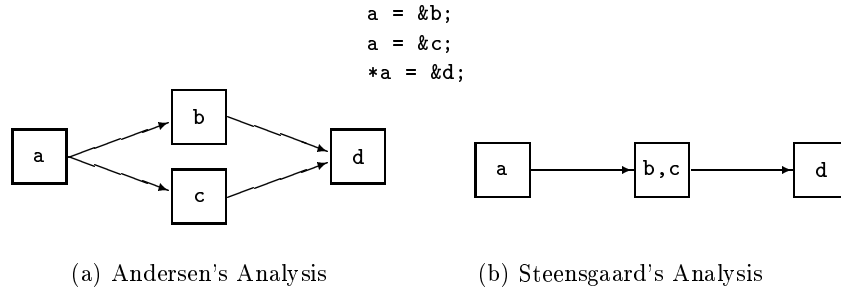 a = &b;
a = &c;
*a = &d;
a
b
c
d
a
b,c
d
(a) Andersen's Analysis
(b) Steensgaard's Analysis